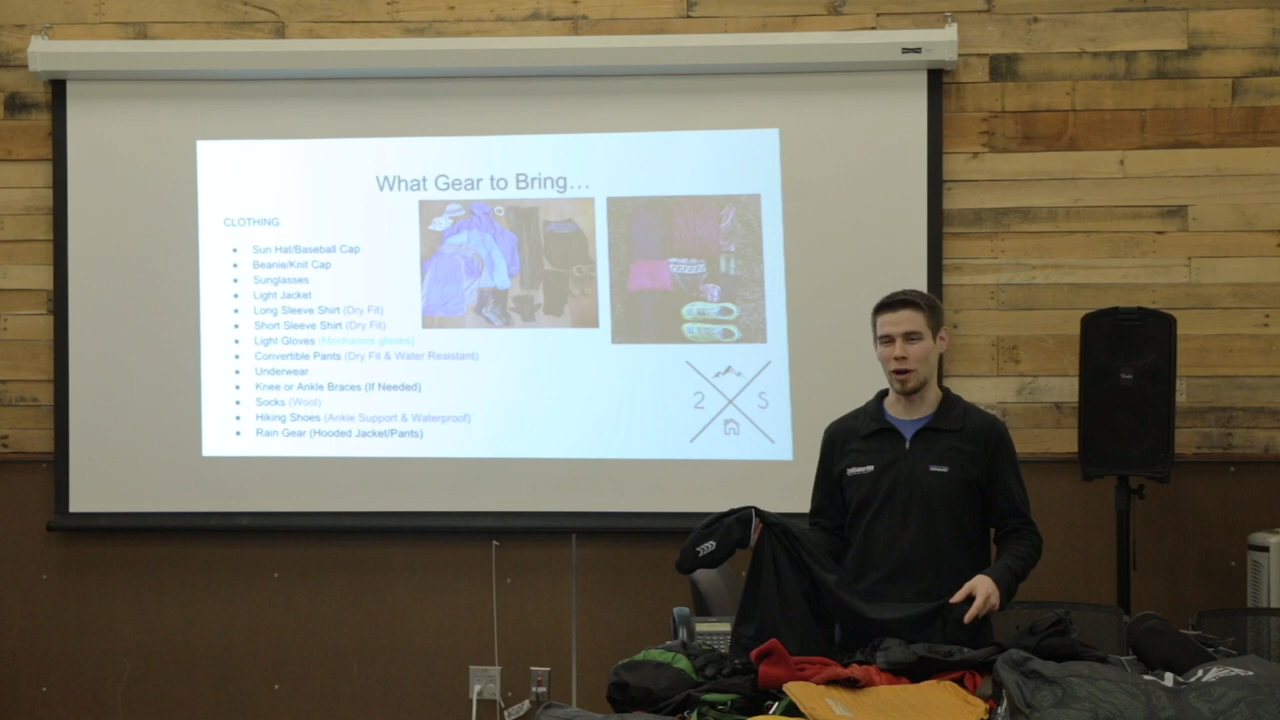 What Gear to Bring...
CLOTHING
Sun Hat/Baseball Cap
Beanie/Knit Cap
Sunglasses
Light Jacket
Long Sleeve Shirt (Dry Fit)
Short Sleeve Shirt (Dry Fit)
Light Gloves (Mechanics gloves)
Convertible Pants (Dry Fit & Water Resistant)
Underwear
Knee or Ankle Braces (If Needed)
Socks (Wool)
Hiking Shoes (Ankle Support & Waterproof)
Rain Gear (Hooded Jacket/Pants)
2 S